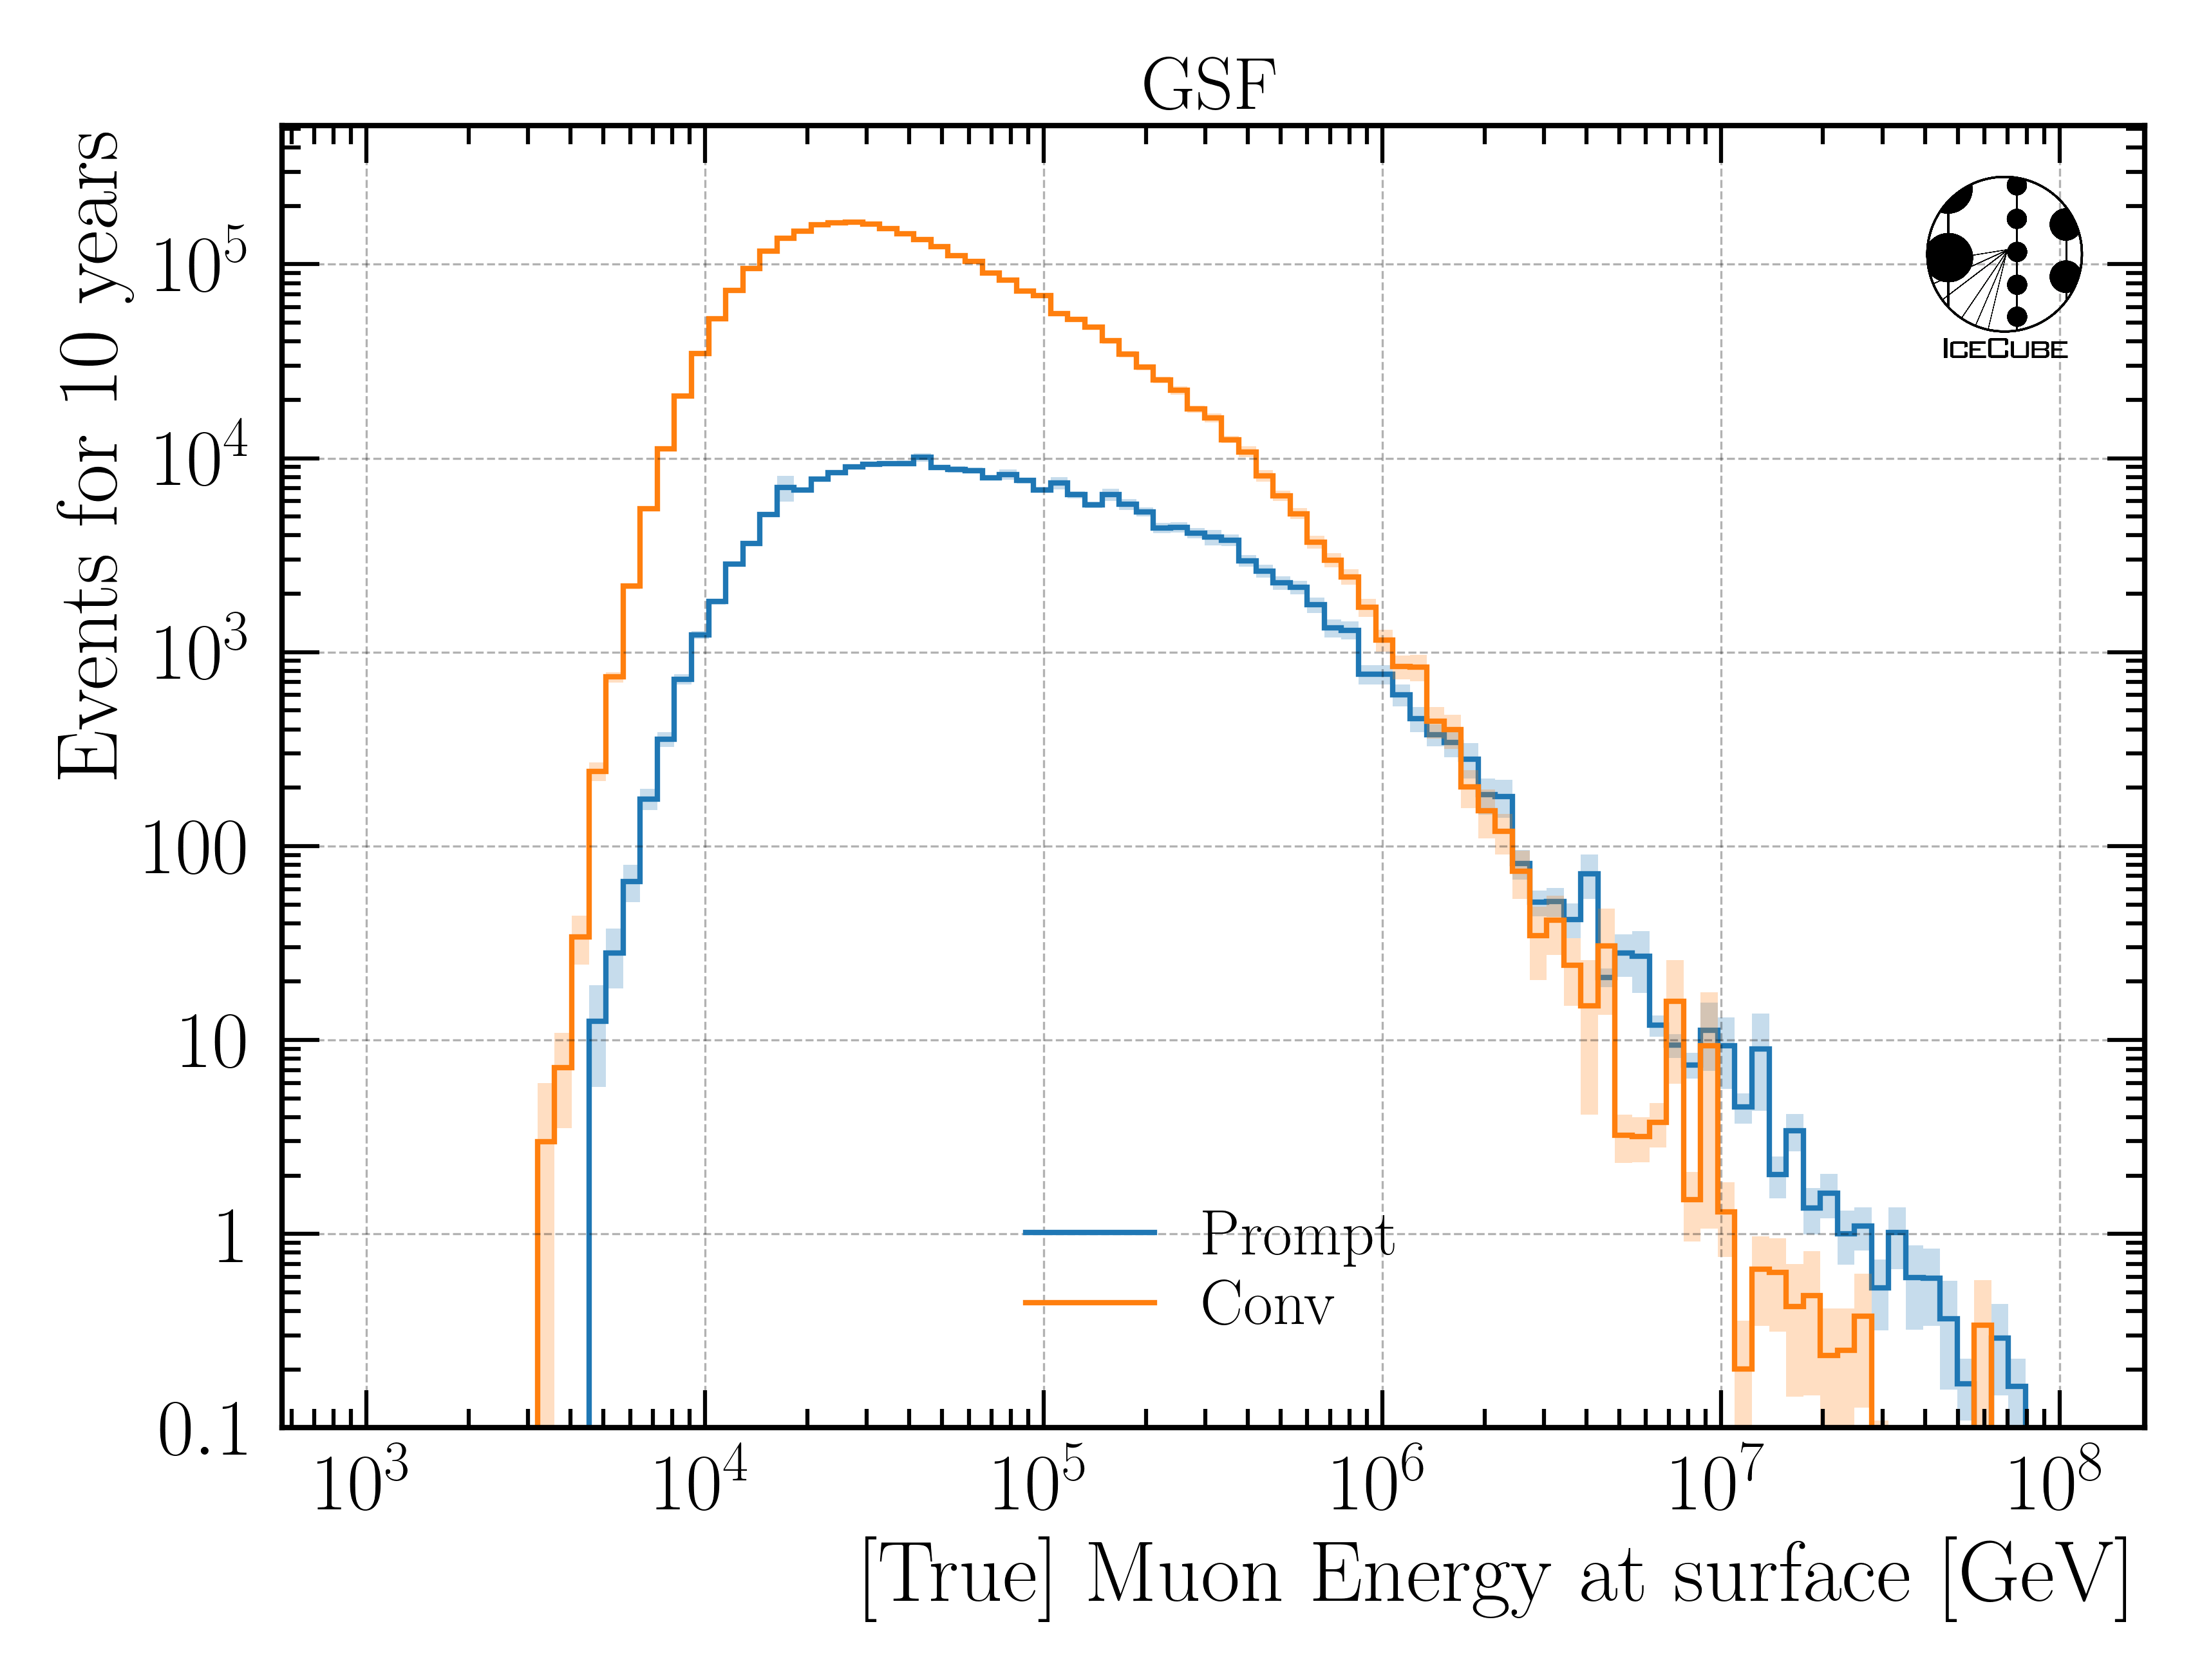 GSF
Events for 10 years
10^5
10^4
10^3
100
10
1
0.1
ICECUBE
Prompt
Conv
10^3 10^4 10^5 10^6 10^7 10^8
[True] Muon Energy at surface [GeV]